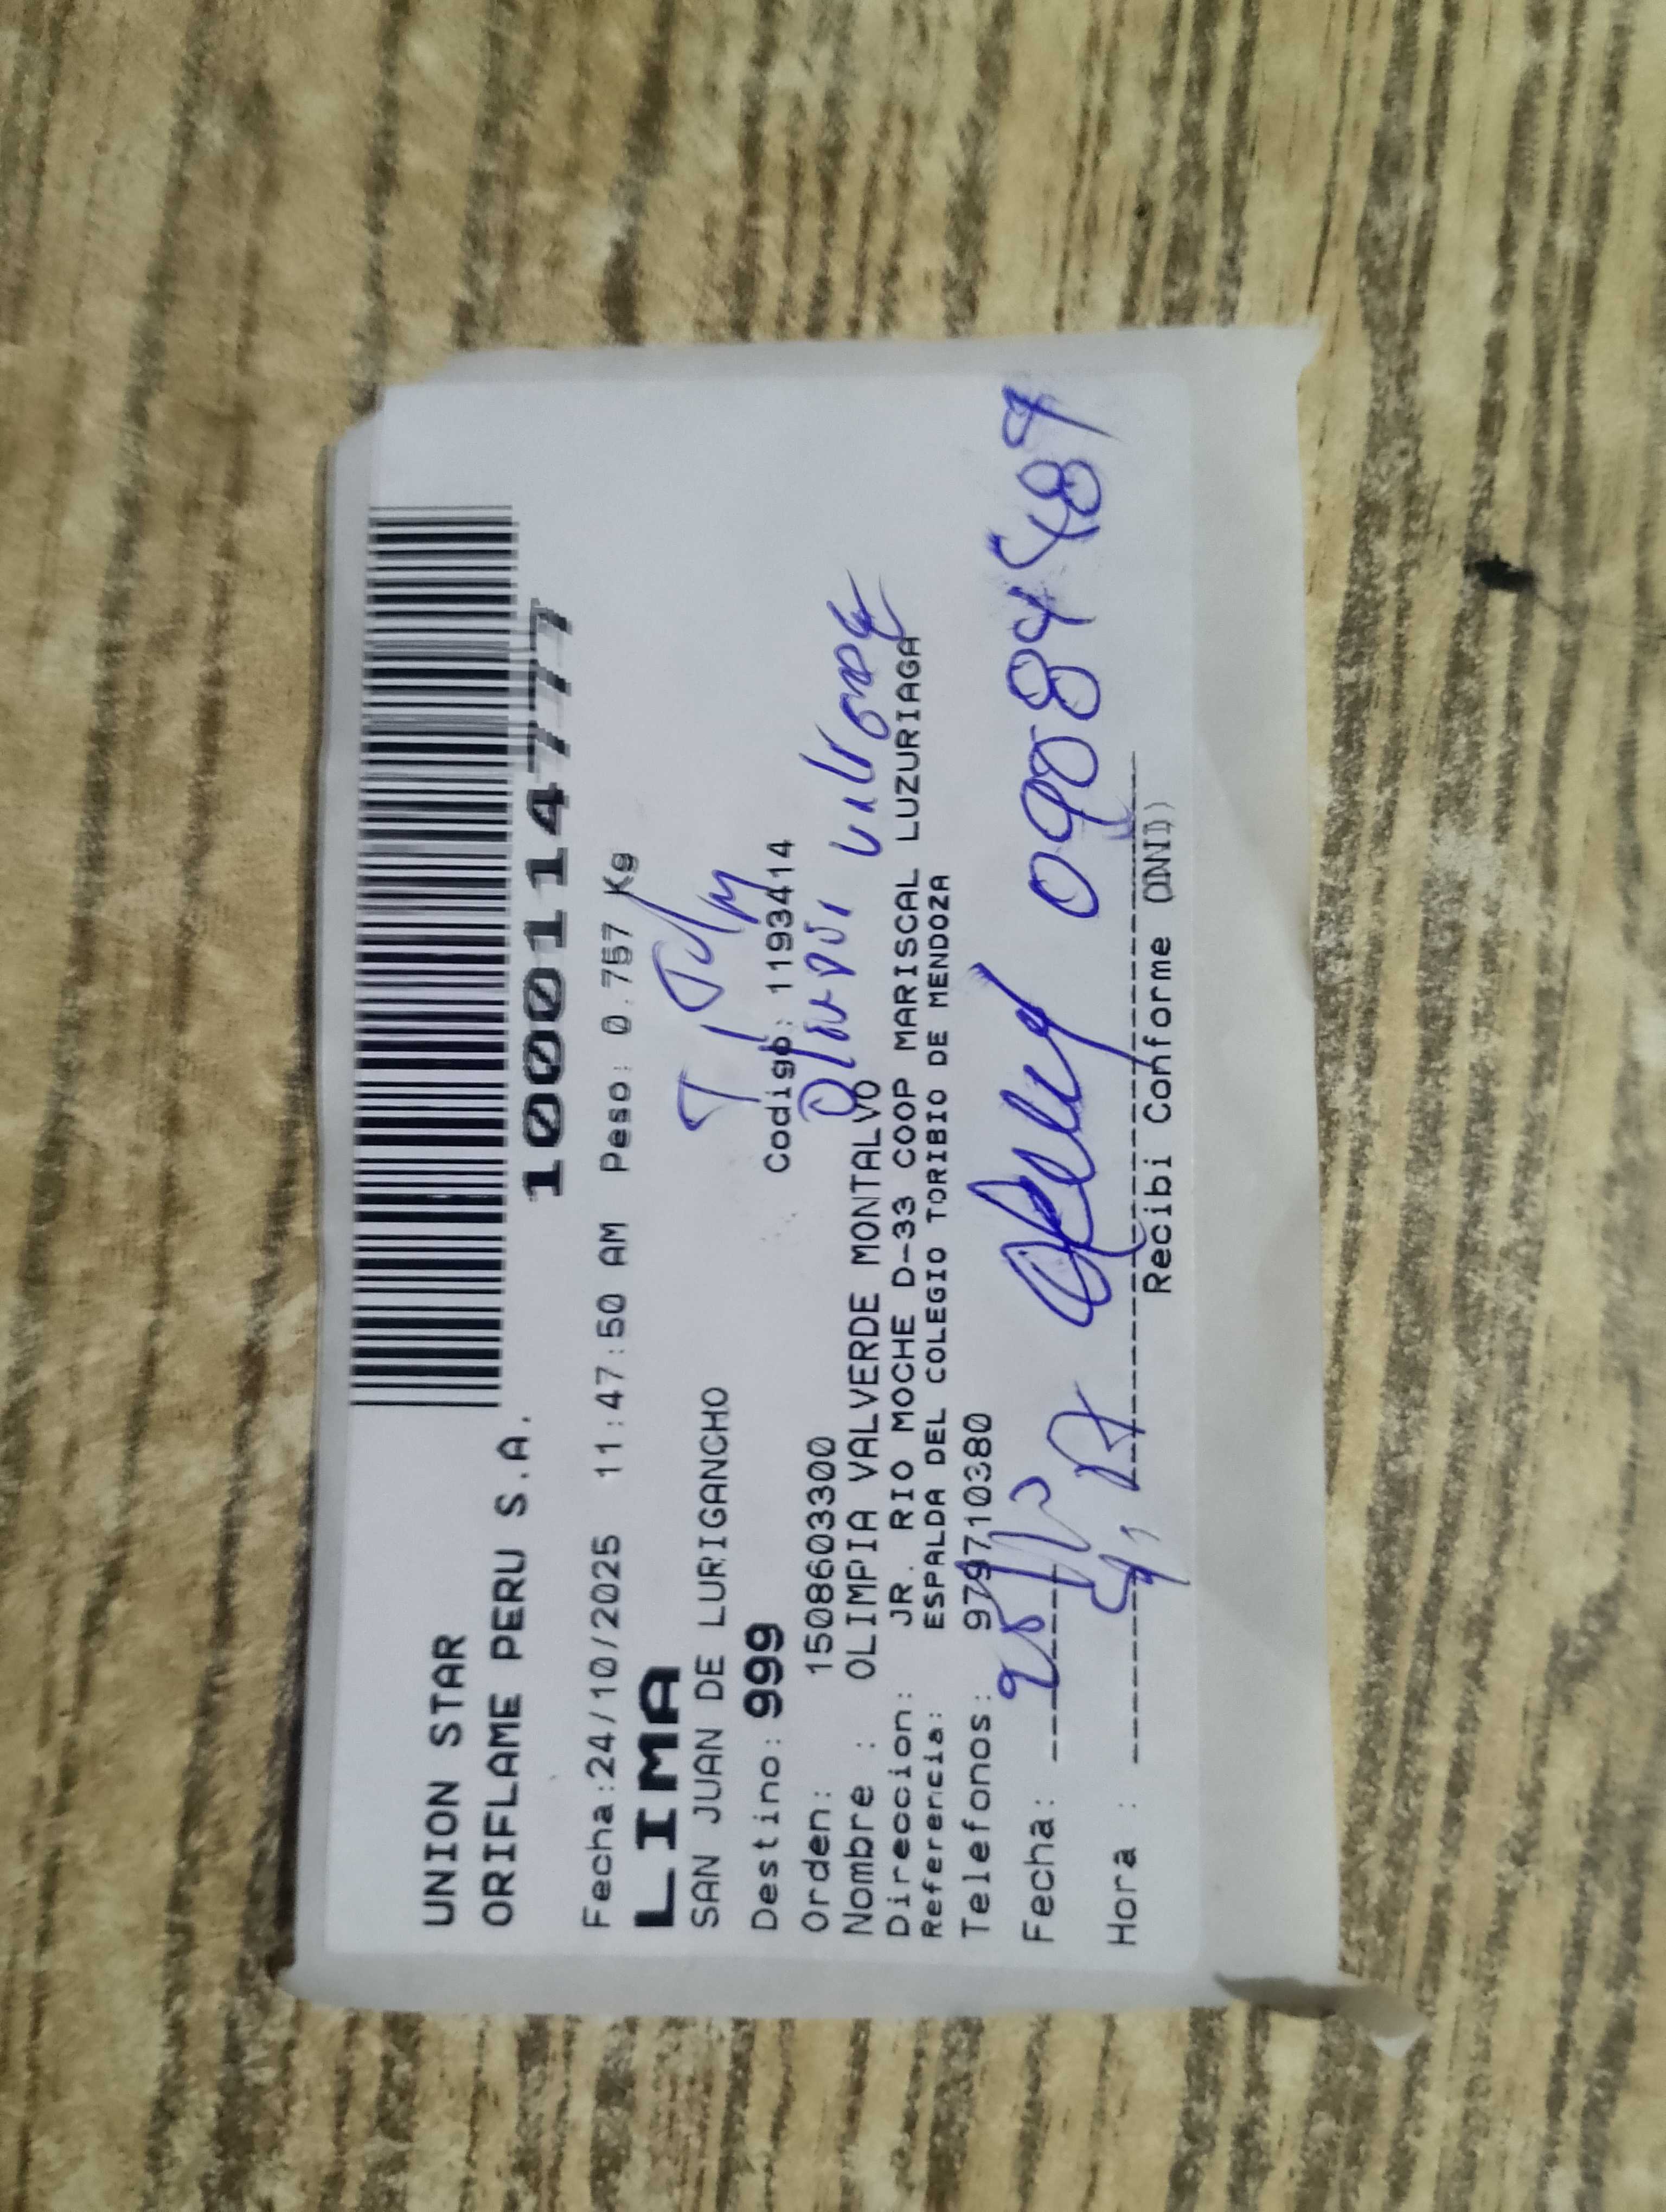 UNION STAR
ORIFLAME PERU S.A.
1000114777
Fecha:24/10/2025 11:47:50 AM Peso: 0.757 Kg
LIMA
SAN JUAN DE LURIGANCHO
Destino: 999 Codigo: 1193414
Orden: 1508603300
Nombre : OLIMPIA VALVERDE MONTALVO
Direccion: JR. RIO MOCHE D-33 COOP MARISCAL LUZURIAGA
Referencia: ESPALDA DEL COLEGIO TORIBIO DE MENDOZA
Telefonos: 979710380
Fecha:
Hora :
Recibi Conforme (DNI)